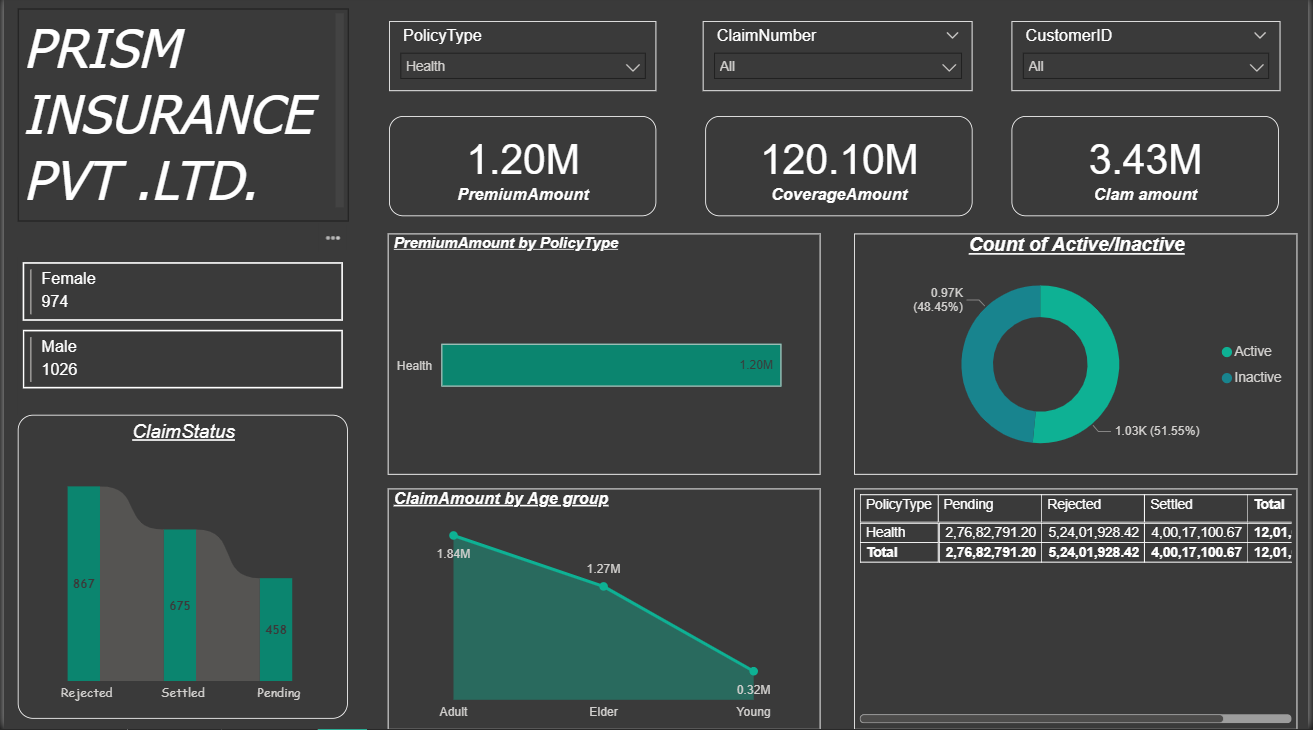 PRISM
INSURANCE
PVT .LTD.
PolicyType
Health
ClaimNumber
All
CustomerID
All
1.20M
PremiumAmount
120.10M
CoverageAmount
3.43M
Clam amount
Female
974
Male
1026
ClaimStatus
867
675
458
Rejected Settled Pending
PremiumAmount by PolicyType
Health 1.20M
Count of Active/Inactive
0.97K
(48.45%)
Active
Inactive
1.03K (51.55%)
ClaimAmount by Age group
1.84M
1.27M
0.32M
Adult Elder Young
PolicyType Pending Rejected Settled Total
Health 2,76,82,791.20 5,24,01,928.42 4,00,17,100.67 12,01,
Total 2,76,82,791.20 5,24,01,928.42 4,00,17,100.67 12,01,